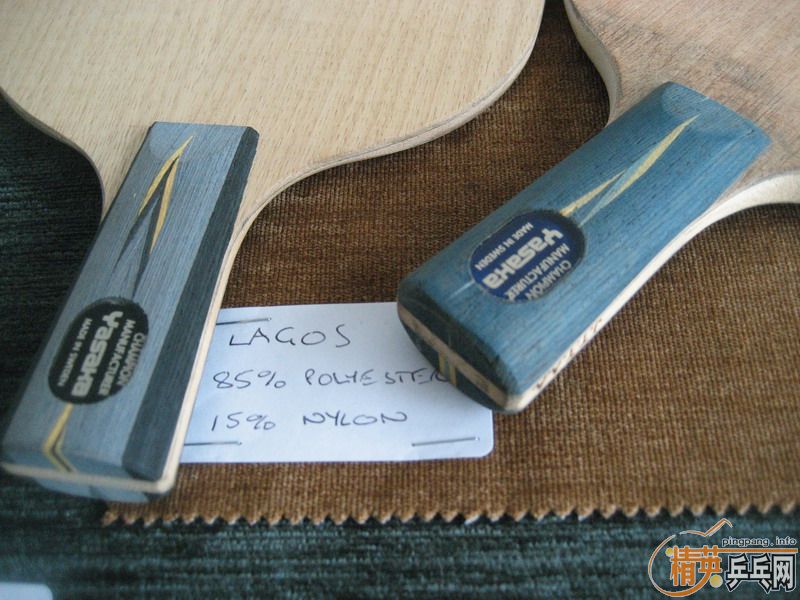 CHAMPION
MANUFACTURER
Yasaka
MADE IN SWEDEN
CHAMPION
MANUFACTURER
Yasaka
MADE IN SWEDEN
LAGOS
85% POLYESTER
15% NYLON
pingpang.info
精英乒乓网